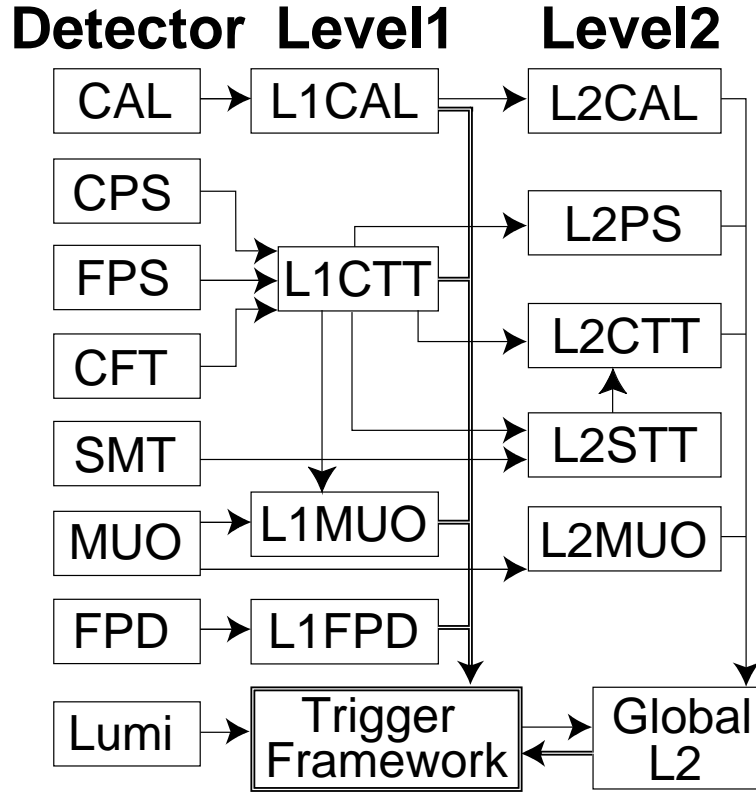 Detector Level1 Level2
CAL L1CAL L2CAL
CPS
L2PS
FPS L1CTT
CFT L2CTT
SMT L2STT
MUO L1MUO L2MUO
FPD L1FPD
Lumi
Trigger
Framework
Global
L2